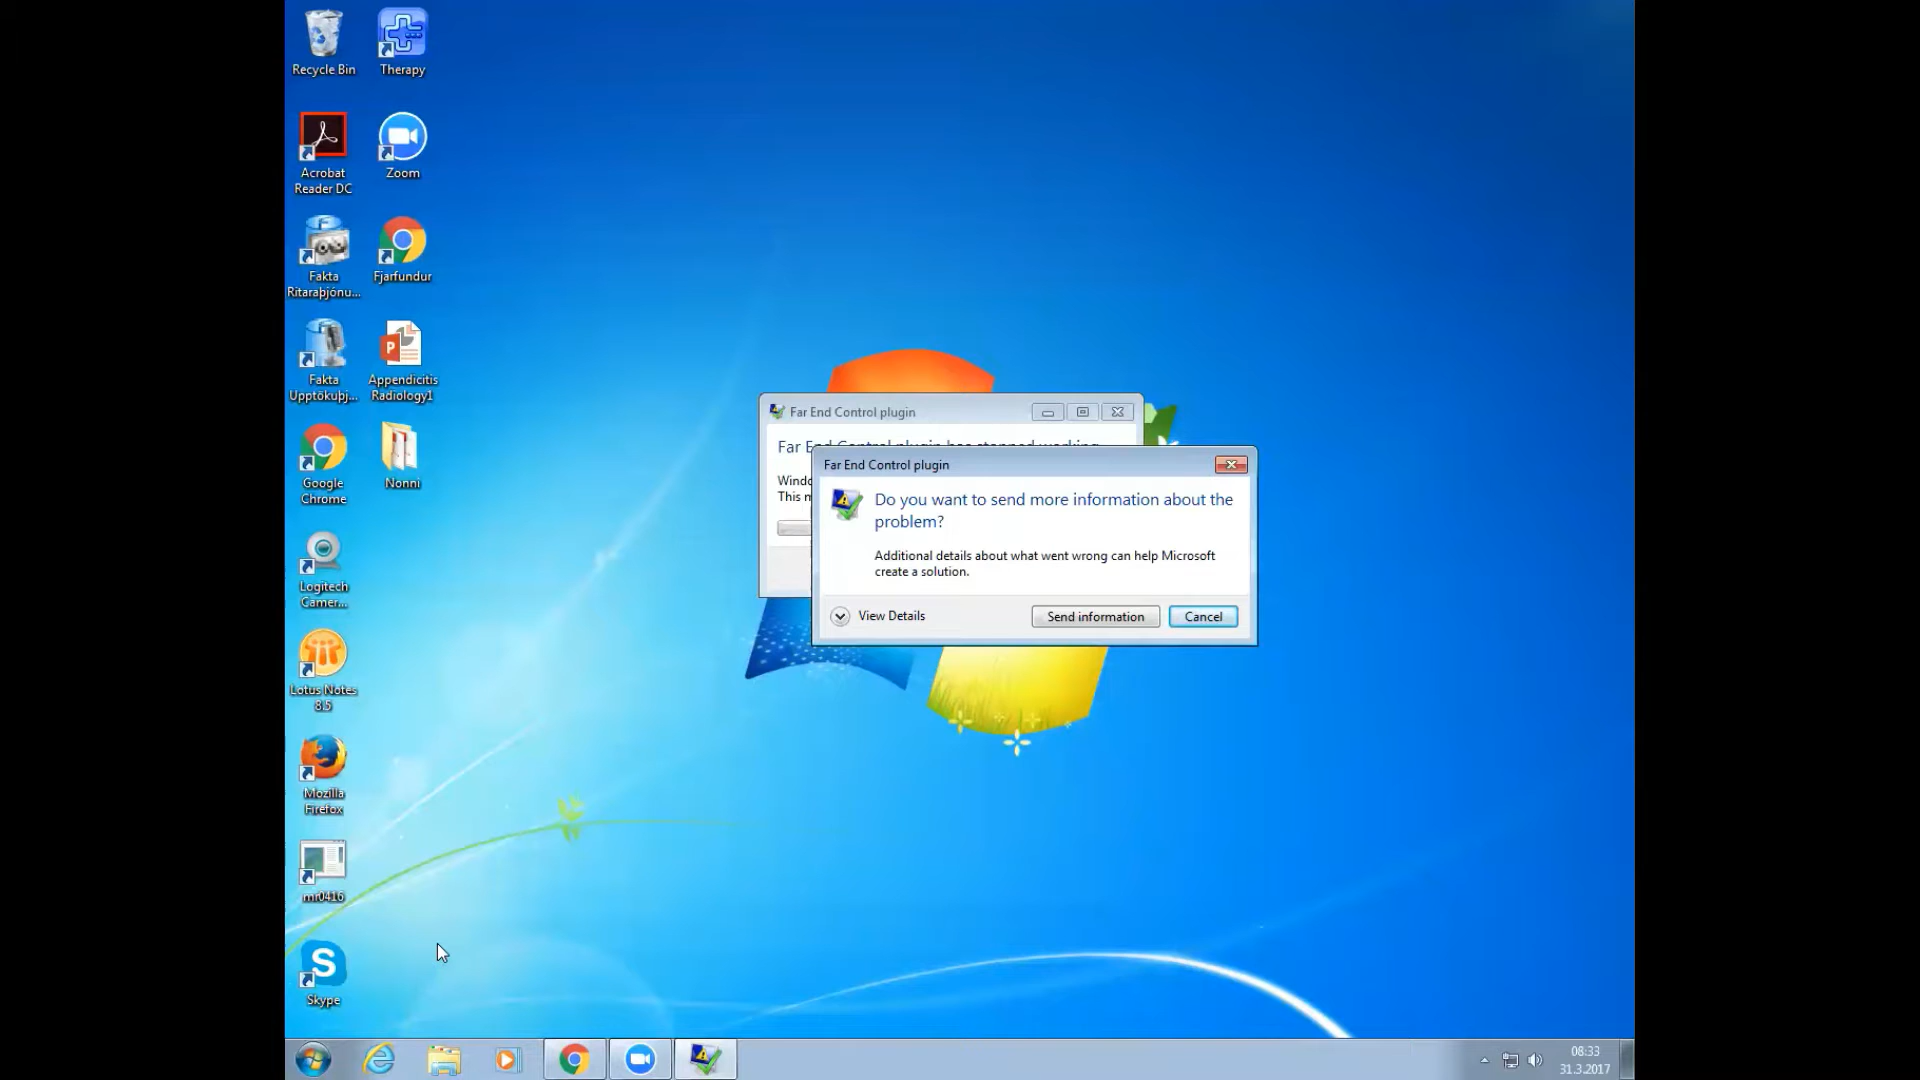 Recycle Bin
Therapy
Acrobat
Reader DC
Zoom
Fakta
Ritaraþjónu...
Fjarfundur
Fakta
Upptökuþj...
Appendicitis
Radiology1
Google
Chrome
Nonni
Logitech
Camer...
Lotus Notes
8.5
Mozilla
Firefox
mr0416
Skype
Far End Control plugin
Far End Control plugin has stopped working
Far End Control plugin
Do you want to send more information about the
problem?
Additional details about what went wrong can help Microsoft
create a solution.
View Details
Send information
Cancel
08:33
31.3.2017